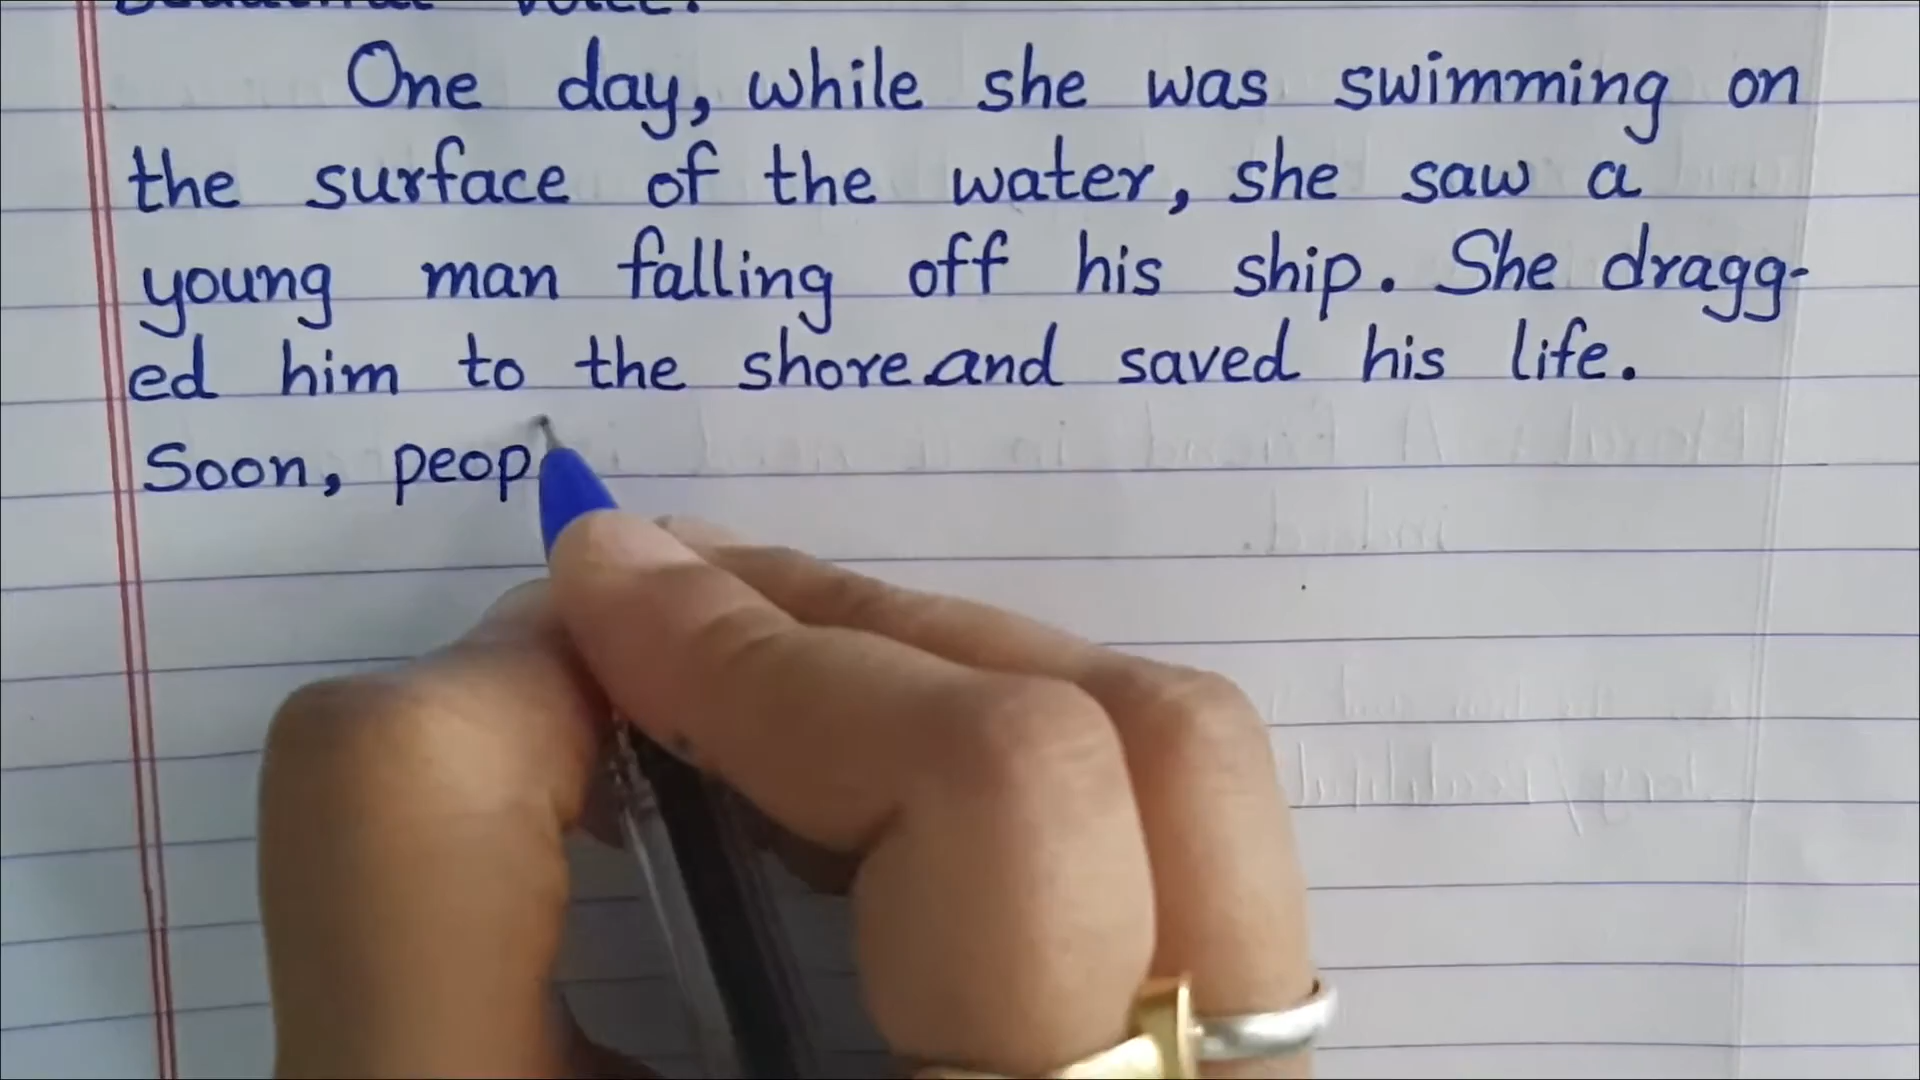 One day, while she was swimming on
the surface of the water, she saw a
young man falling off his ship. She dragg-
ed him to the shore and saved his life.
Soon, peop